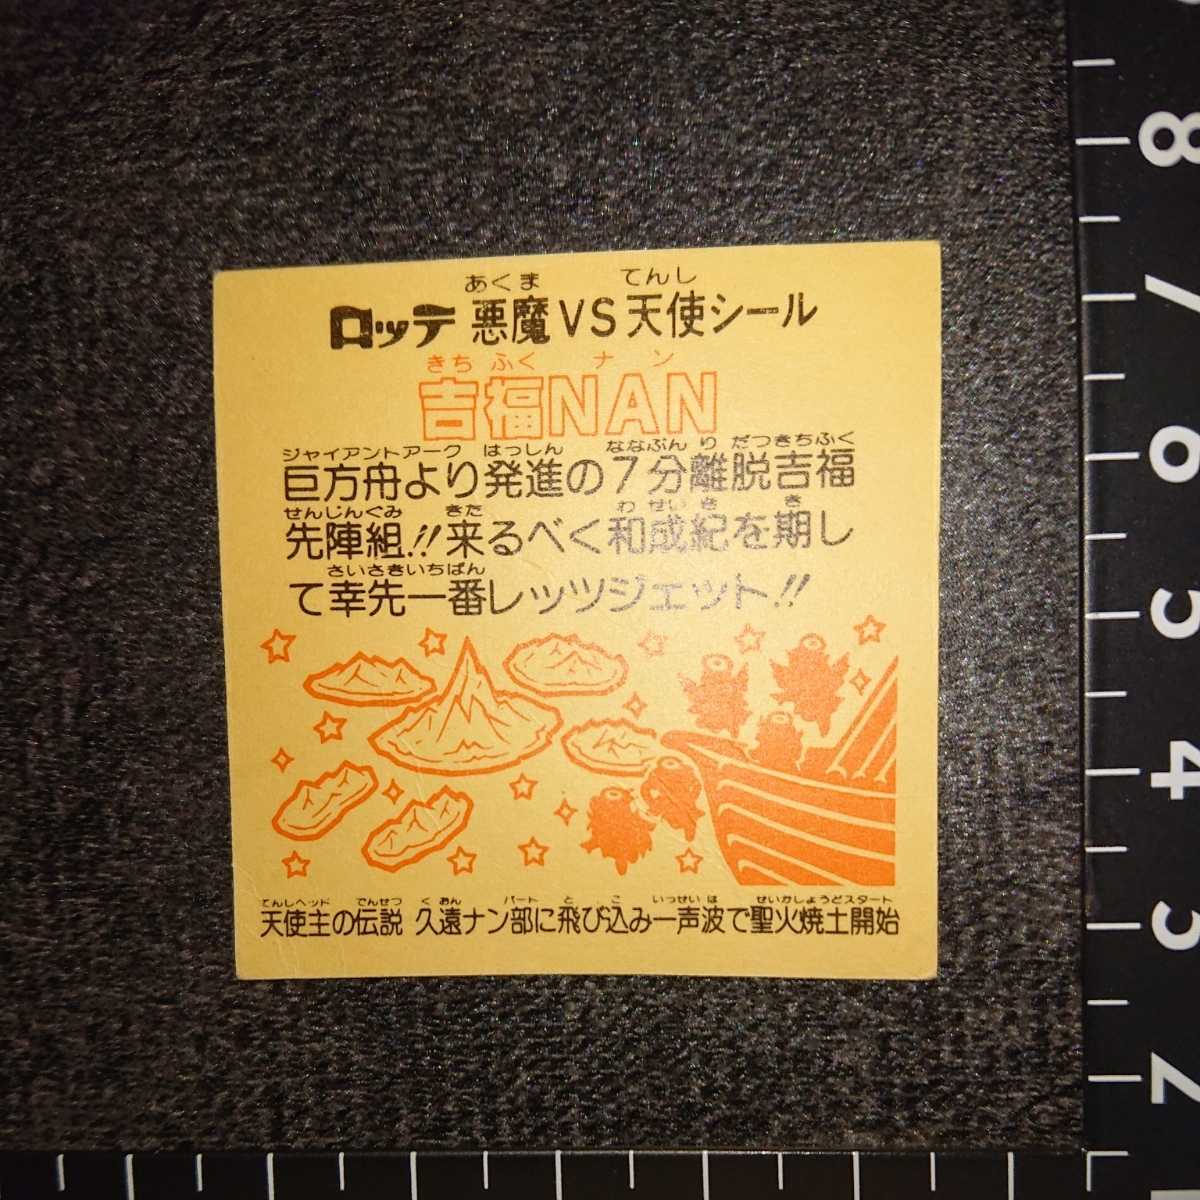 あくま てんし
ロッテ 悪魔VS天使シール
きち ふく ナン
吉福NAN
ジャイアントアーク はっしん ななぶん り だつきちふく
巨方舟より発進の7分離脱吉福
せんじんぐみ きた わ せい き き
先陣組!!来るべく和成紀を期し
さいさきいちばん
て幸先一番レッツジェット!!
てんしヘッド でんせつ く おん パート と こ いっせい は せいかしょうどスタート
天使主の伝説 久遠ナン部に飛び込み一声波で聖火焼土開始
8
7
6
5
4
3
2